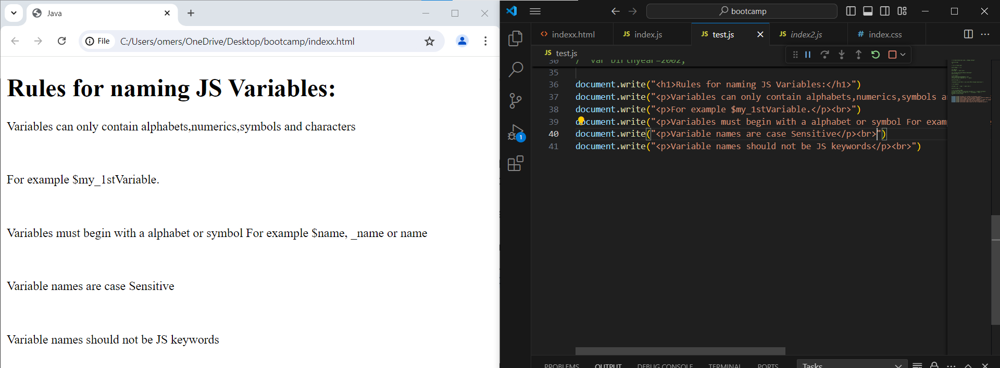 Java
File C:/Users/omers/OneDrive/Desktop/bootcamp/indexx.html
Rules for naming JS Variables:
Variables can only contain alphabets,numerics,symbols and characters
For example $my_1stVariable.
Variables must begin with a alphabet or symbol For example $name, _name or name
Variable names are case Sensitive
Variable names should not be JS keywords
bootcamp
<> indexx.html JS index.js JS test.js JS index2.js # index.css
JS test.js
/ var birthyear=2002;
35
36 document.write("<h1>Rules for naming JS Variables:</h1>")
37 document.write("<p>Variables can only contain alphabets,numerics,symbols a
38 document.write("<p>For example $my_1stVariable.</p><br>")
39 document.write("<p>Variables must begin with a alphabet or symbol For exam
40 document.write("<p>Variable names are case Sensitive</p><br>")
41 document.write("<p>Variable names should not be JS keywords</p><br>")
1
PROBLEMS OUTPUT DEBUG CONSOLE TERMINAL PORTS Tasks